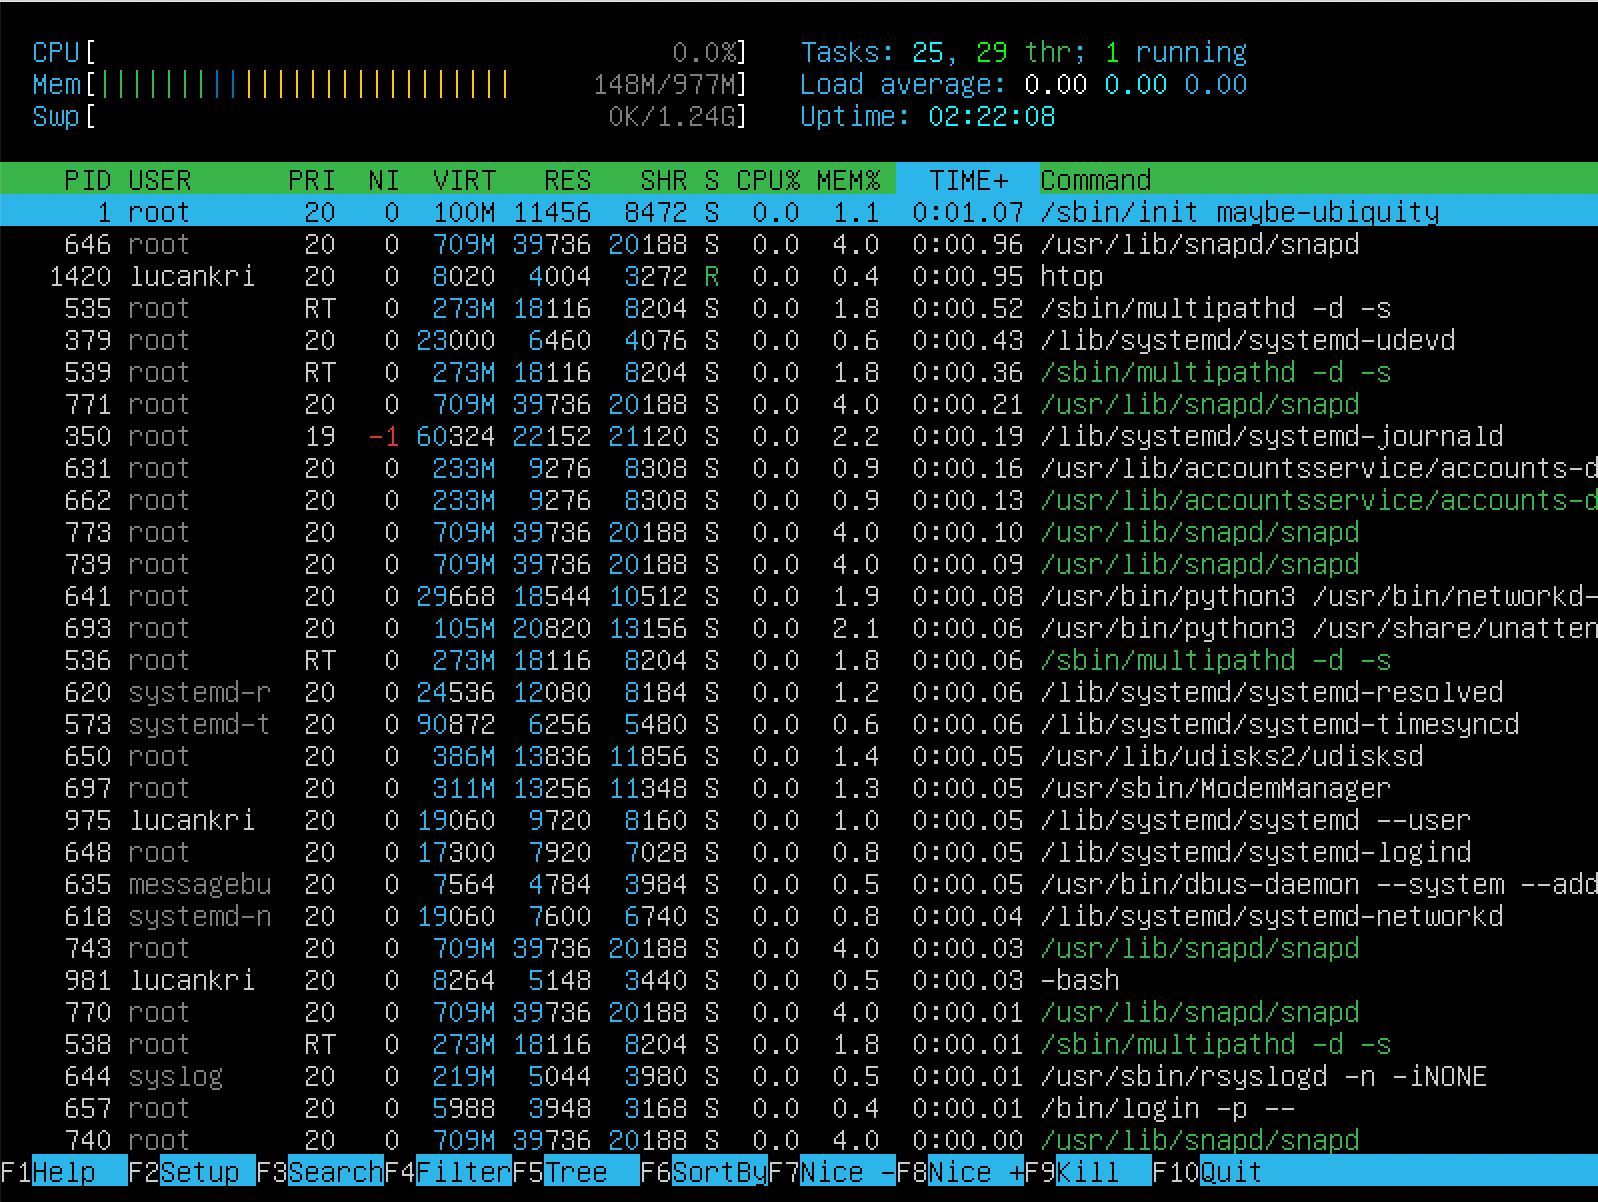 CPU[ 0.0%] Tasks: 25, 29 thr; 1 running
Mem[|||||||||||||||||||||||||| 148M/977M] Load average: 0.00 0.00 0.00
Swp[ 0K/1.24G] Uptime: 02:22:08
PID USER PRI NI VIRT RES SHR S CPU% MEM% TIME+ Command
1 root 20 0 100M 11456 8472 S 0.0 1.1 0:01.07 /sbin/init maybe-ubiquity
646 root 20 0 709M 39736 20188 S 0.0 4.0 0:00.96 /usr/lib/snapd/snapd
1420 lucankri 20 0 8020 4004 3272 R 0.0 0.4 0:00.95 htop
535 root RT 0 273M 18116 8204 S 0.0 1.8 0:00.52 /sbin/multipathd -d -s
379 root 20 0 23000 6460 4076 S 0.0 0.6 0:00.43 /lib/systemd/systemd-udevd
539 root RT 0 273M 18116 8204 S 0.0 1.8 0:00.36 /sbin/multipathd -d -s
771 root 20 0 709M 39736 20188 S 0.0 4.0 0:00.21 /usr/lib/snapd/snapd
350 root 19 -1 60324 22152 21120 S 0.0 2.2 0:00.19 /lib/systemd/systemd-journald
631 root 20 0 233M 9276 8308 S 0.0 0.9 0:00.16 /usr/lib/accountsservice/accounts-d
662 root 20 0 233M 9276 8308 S 0.0 0.9 0:00.13 /usr/lib/accountsservice/accounts-d
773 root 20 0 709M 39736 20188 S 0.0 4.0 0:00.10 /usr/lib/snapd/snapd
739 root 20 0 709M 39736 20188 S 0.0 4.0 0:00.09 /usr/lib/snapd/snapd
641 root 20 0 29668 18544 10512 S 0.0 1.9 0:00.08 /usr/bin/python3 /usr/bin/networkd-
693 root 20 0 105M 20820 13156 S 0.0 2.1 0:00.06 /usr/bin/python3 /usr/share/unatten
536 root RT 0 273M 18116 8204 S 0.0 1.8 0:00.06 /sbin/multipathd -d -s
620 systemd-r 20 0 24536 12080 8184 S 0.0 1.2 0:00.06 /lib/systemd/systemd-resolved
573 systemd-t 20 0 90872 6256 5480 S 0.0 0.6 0:00.06 /lib/systemd/systemd-timesyncd
650 root 20 0 386M 13836 11856 S 0.0 1.4 0:00.05 /usr/lib/udisks2/udisksd
697 root 20 0 311M 13256 11348 S 0.0 1.3 0:00.05 /usr/sbin/ModemManager
975 lucankri 20 0 19060 9720 8160 S 0.0 1.0 0:00.05 /lib/systemd/systemd --user
648 root 20 0 17300 7920 7028 S 0.0 0.8 0:00.05 /lib/systemd/systemd-logind
635 messagebu 20 0 7564 4784 3984 S 0.0 0.5 0:00.05 /usr/bin/dbus-daemon --system --add
618 systemd-n 20 0 19060 7600 6740 S 0.0 0.8 0:00.04 /lib/systemd/systemd-networkd
743 root 20 0 709M 39736 20188 S 0.0 4.0 0:00.03 /usr/lib/snapd/snapd
981 lucankri 20 0 8264 5148 3440 S 0.0 0.5 0:00.03 -bash
770 root 20 0 709M 39736 20188 S 0.0 4.0 0:00.01 /usr/lib/snapd/snapd
538 root RT 0 273M 18116 8204 S 0.0 1.8 0:00.01 /sbin/multipathd -d -s
644 syslog 20 0 219M 5044 3980 S 0.0 0.5 0:00.01 /usr/sbin/rsyslogd -n -iNONE
657 root 20 0 5988 3948 3168 S 0.0 0.4 0:00.01 /bin/login -p --
740 root 20 0 709M 39736 20188 S 0.0 4.0 0:00.00 /usr/lib/snapd/snapd
F1Help F2Setup F3SearchF4FilterF5Tree F6SortByF7Nice -F8Nice +F9Kill F10Quit